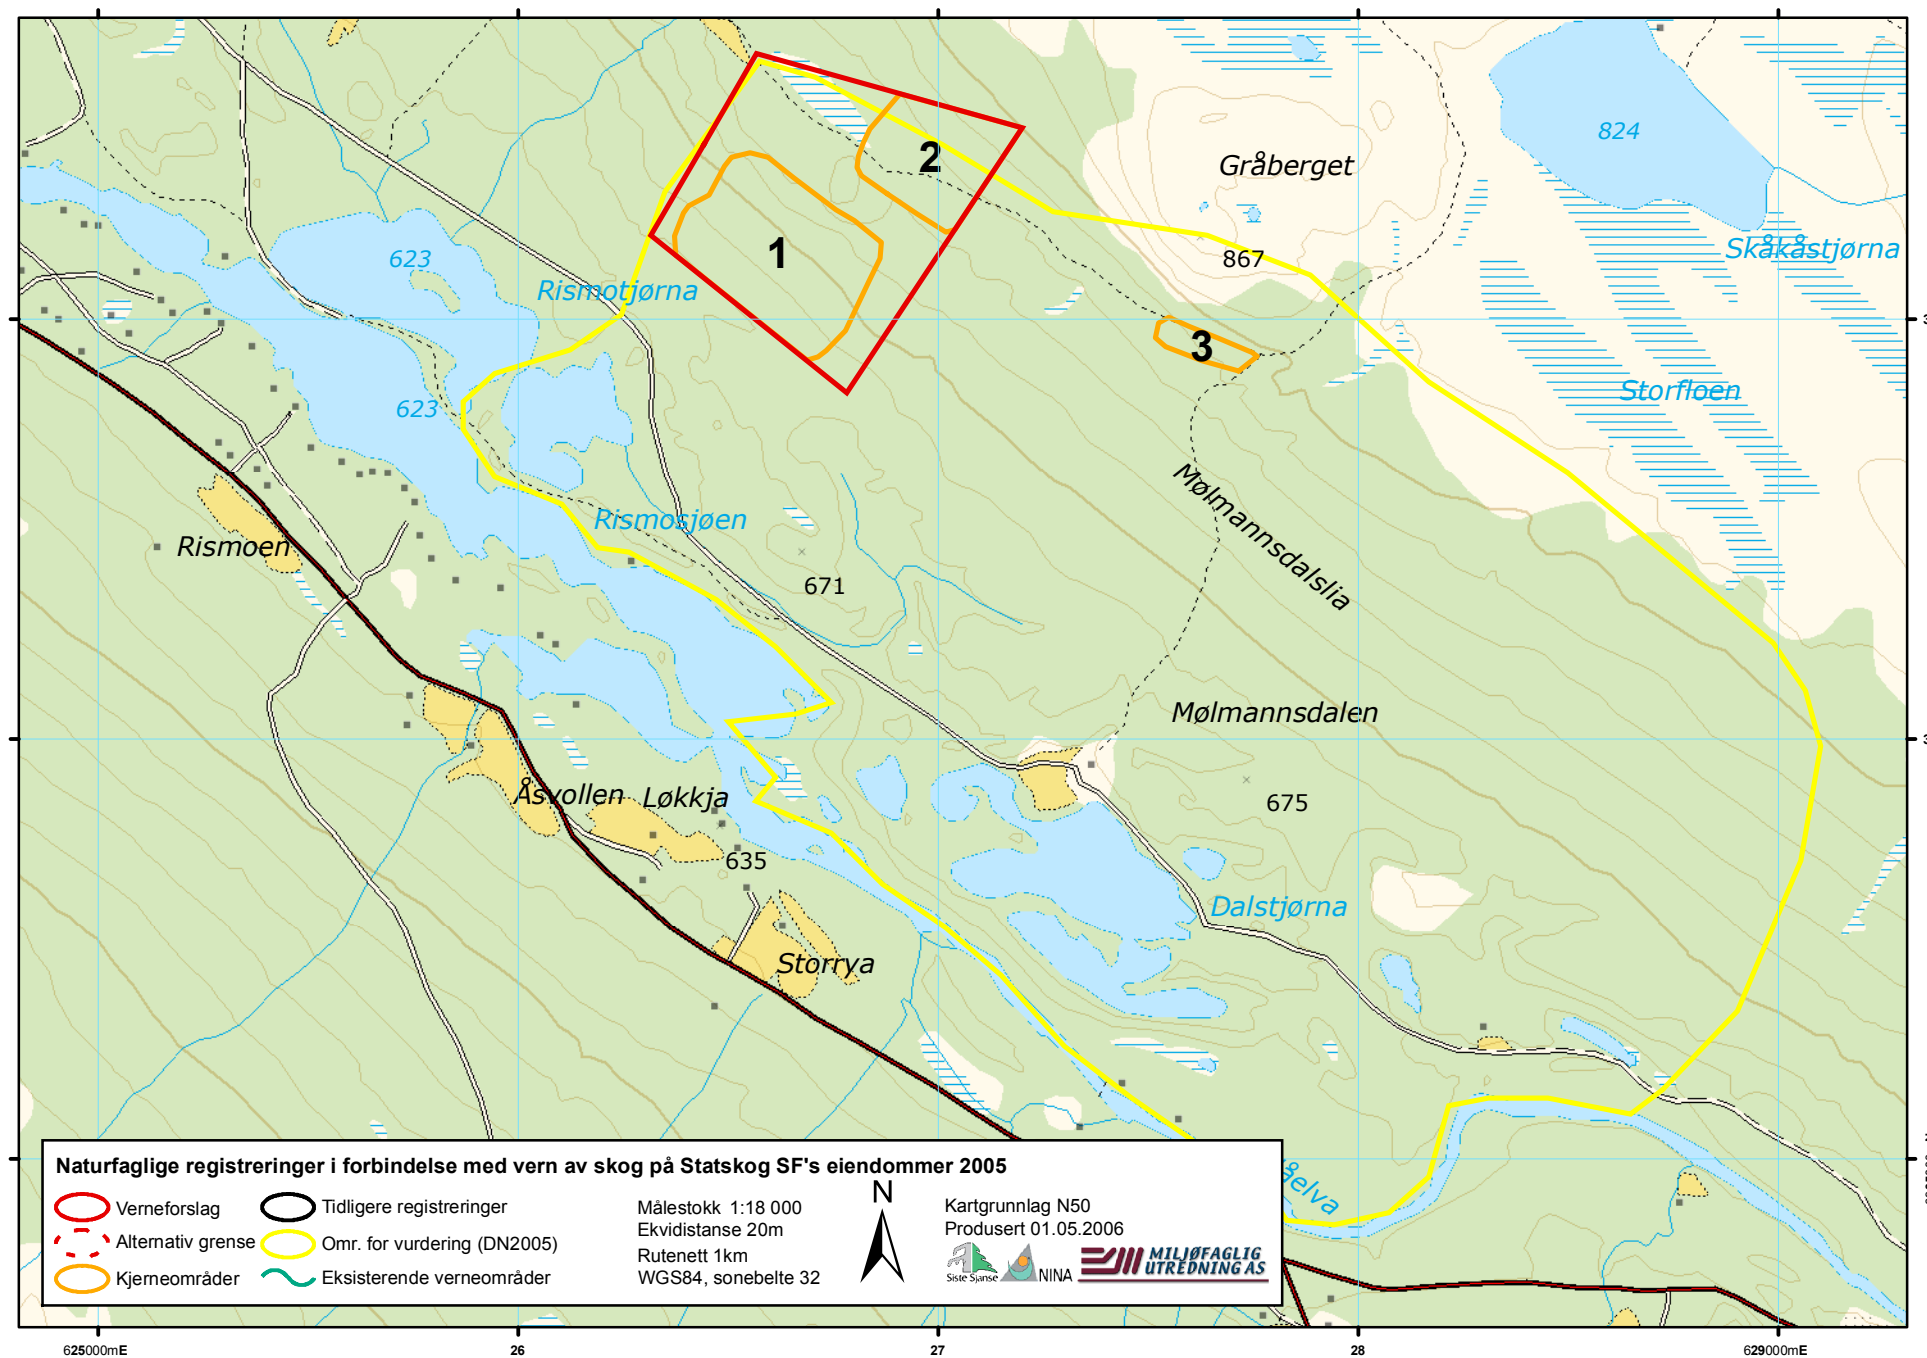 824
Gråberget
2
Skåkåstjørna
1
623
867
Rismotjørna
3
Storfloen
623
Mølmannsdalslia
Rismosjøen
Rismoen
671
Mølmannsdalen
Åsvollen
Løkkja
675
635
Dalstjørna
Storrya
Naturfaglige registreringer i forbindelse med vern av skog på Statskog SF's eiendommer 2005
Verneforslag
Tidligere registreringer
Alternativ grense
Omr. for vurdering (DN2005)
Kjerneområder
Eksisterende verneområder
Målestokk 1:18 000
Ekvidistanse 20m
Rutenett 1km
WGS84, sonebelte 32
N
Kartgrunnlag N50
Produsert 01.05.2006
Siste Sjanse
NINA
MILJØFAGLIG
UTREDNING AS
625000mE
26
27
28
629000mE